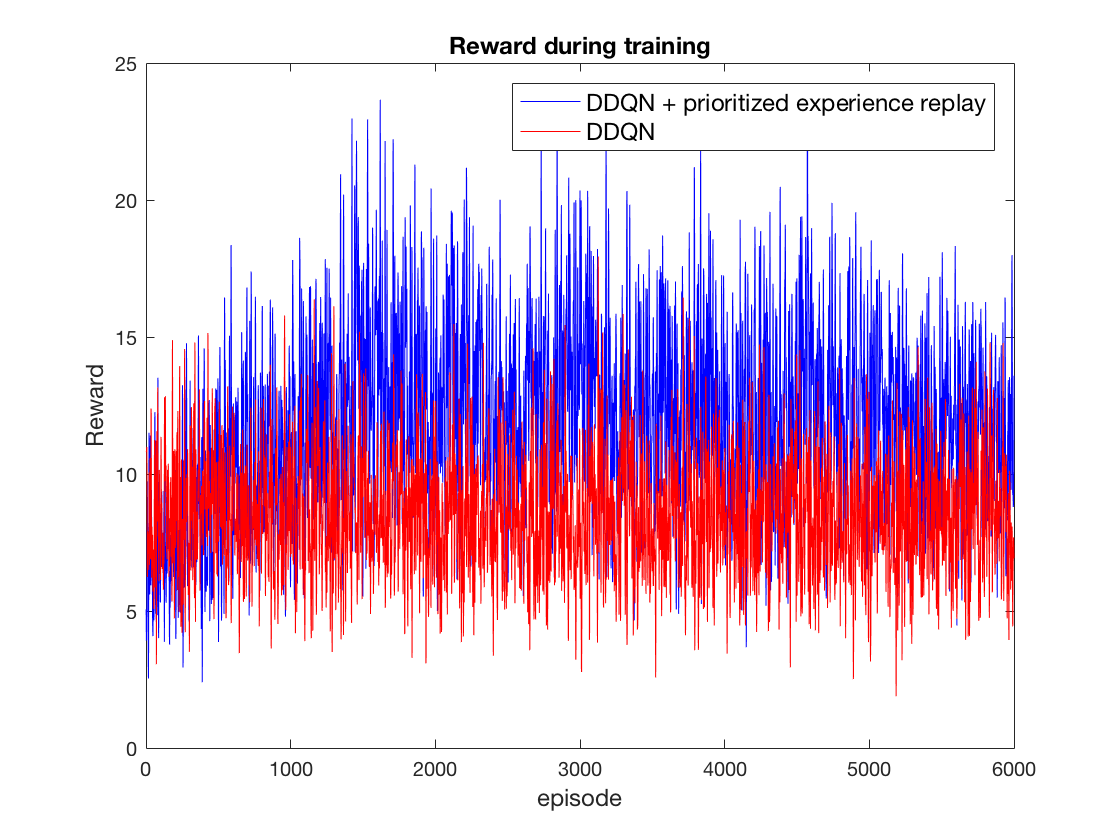 Reward during training
DDQN + prioritized experience replay
DDQN
25
20
15
10
5
0
Reward
0 1000 2000 3000 4000 5000 6000
episode